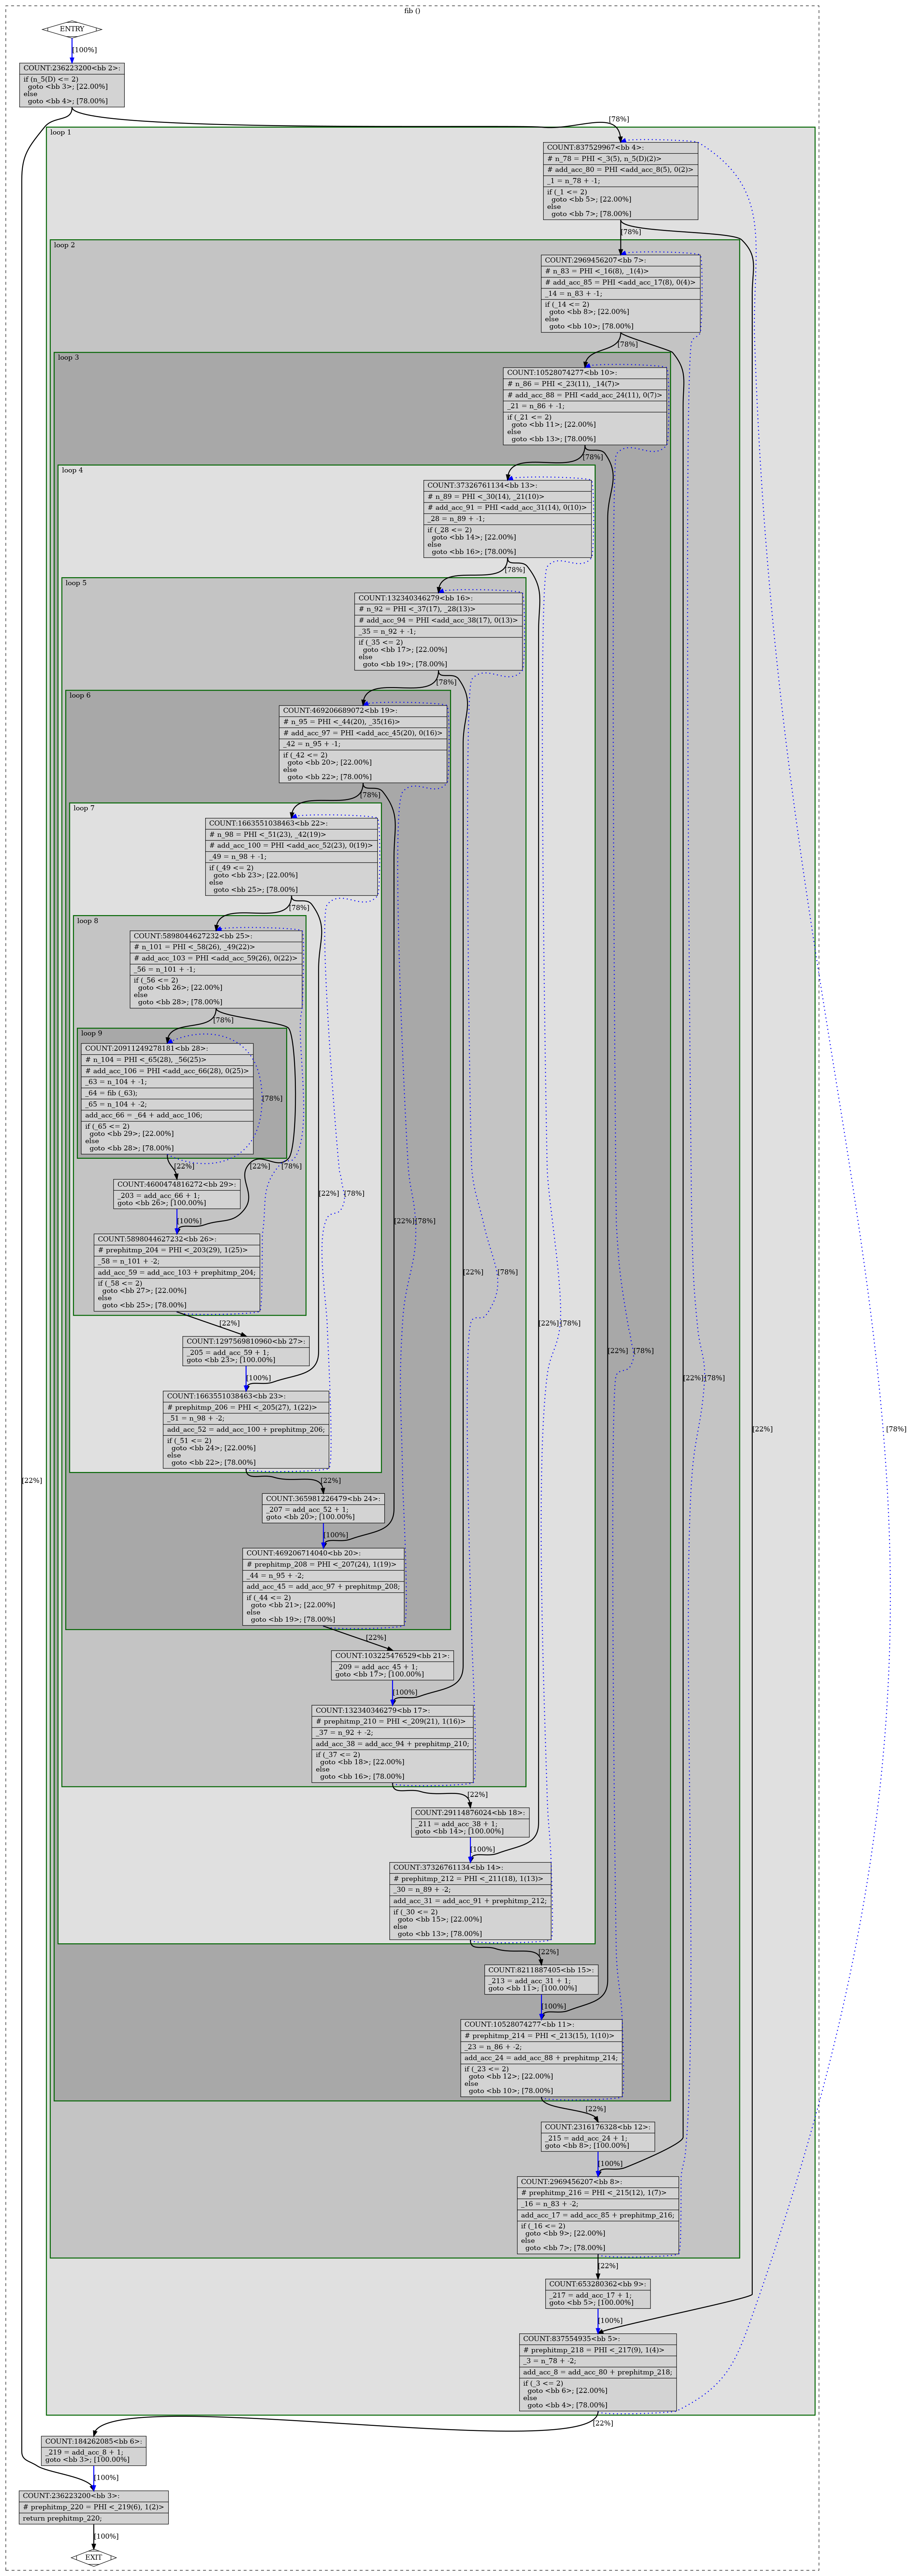 fib ()
ENTRY
[100%]
COUNT:236223200<bb 2>:
if (n_5(D) <= 2)
goto <bb 3>; [22.00%]
else
goto <bb 4>; [78.00%]
[78%]
loop 1
COUNT:837529967<bb 4>:
# n_78 = PHI <_3(5), n_5(D)(2)>
# add_acc_80 = PHI <add_acc_8(5), 0(2)>
_1 = n_78 + -1;
if (_1 <= 2)
goto <bb 5>; [22.00%]
else
goto <bb 7>; [78.00%]
[78%]
loop 2
COUNT:2969456207<bb 7>:
# n_83 = PHI <_16(8), _1(4)>
# add_acc_85 = PHI <add_acc_17(8), 0(4)>
_14 = n_83 + -1;
if (_14 <= 2)
goto <bb 8>; [22.00%]
else
goto <bb 10>; [78.00%]
[78%]
loop 3
COUNT:10528074277<bb 10>:
# n_86 = PHI <_23(11), _14(7)>
# add_acc_88 = PHI <add_acc_24(11), 0(7)>
_21 = n_86 + -1;
if (_21 <= 2)
goto <bb 11>; [22.00%]
else
goto <bb 13>; [78.00%]
[78%]
loop 4
COUNT:37326761134<bb 13>:
# n_89 = PHI <_30(14), _21(10)>
# add_acc_91 = PHI <add_acc_31(14), 0(10)>
_28 = n_89 + -1;
if (_28 <= 2)
goto <bb 14>; [22.00%]
else
goto <bb 16>; [78.00%]
[78%]
loop 5
COUNT:132340346279<bb 16>:
# n_92 = PHI <_37(17), _28(13)>
# add_acc_94 = PHI <add_acc_38(17), 0(13)>
_35 = n_92 + -1;
if (_35 <= 2)
goto <bb 17>; [22.00%]
else
goto <bb 19>; [78.00%]
[78%]
loop 6
COUNT:469206689072<bb 19>:
# n_95 = PHI <_44(20), _35(16)>
# add_acc_97 = PHI <add_acc_45(20), 0(16)>
_42 = n_95 + -1;
if (_42 <= 2)
goto <bb 20>; [22.00%]
else
goto <bb 22>; [78.00%]
[78%]
loop 7
COUNT:1663551038463<bb 22>:
# n_98 = PHI <_51(23), _42(19)>
# add_acc_100 = PHI <add_acc_52(23), 0(19)>
_49 = n_98 + -1;
if (_49 <= 2)
goto <bb 23>; [22.00%]
else
goto <bb 25>; [78.00%]
[78%]
loop 8
COUNT:5898044627232<bb 25>:
# n_101 = PHI <_58(26), _49(22)>
# add_acc_103 = PHI <add_acc_59(26), 0(22)>
_56 = n_101 + -1;
if (_56 <= 2)
goto <bb 26>; [22.00%]
else
goto <bb 28>; [78.00%]
[78%]
loop 9
COUNT:20911249278181<bb 28>:
# n_104 = PHI <_65(28), _56(25)>
# add_acc_106 = PHI <add_acc_66(28), 0(25)>
_63 = n_104 + -1;
_64 = fib (_63);
_65 = n_104 + -2;
add_acc_66 = _64 + add_acc_106;
if (_65 <= 2)
goto <bb 29>; [22.00%]
else
goto <bb 28>; [78.00%]
[78%]
[22%] [22%] [78%]
COUNT:4600474816272<bb 29>:
_203 = add_acc_66 + 1;
goto <bb 26>; [100.00%]
[22%] [78%]
[100%]
[22%] [78%]
COUNT:5898044627232<bb 26>:
# prephitmp_204 = PHI <_203(29), 1(25)>
_58 = n_101 + -2;
add_acc_59 = add_acc_103 + prephitmp_204;
if (_58 <= 2)
goto <bb 27>; [22.00%]
else
goto <bb 25>; [78.00%]
[22%] [78%]
[22%]
[22%] [78%]
COUNT:1297569810960<bb 27>:
_205 = add_acc_59 + 1;
goto <bb 23>; [100.00%]
[22%] [78%]
[100%]
[22%] [78%]
COUNT:1663551038463<bb 23>:
# prephitmp_206 = PHI <_205(27), 1(22)>
_51 = n_98 + -2;
add_acc_52 = add_acc_100 + prephitmp_206;
if (_51 <= 2)
goto <bb 24>; [22.00%]
else
goto <bb 22>; [78.00%]
[22%]
[78%]
[22%]
[22%]
COUNT:365981226479<bb 24>:
_207 = add_acc_52 + 1;
goto <bb 20>; [100.00%]
[100%]
COUNT:469206714040<bb 20>:
# prephitmp_208 = PHI <_207(24), 1(19)>
_44 = n_95 + -2;
add_acc_45 = add_acc_97 + prephitmp_208;
if (_44 <= 2)
goto <bb 21>; [22.00%]
else
goto <bb 19>; [78.00%]
[22%]
COUNT:103225476529<bb 21>:
_209 = add_acc_45 + 1;
goto <bb 17>; [100.00%]
[100%]
COUNT:132340346279<bb 17>:
# prephitmp_210 = PHI <_209(21), 1(16)>
_37 = n_92 + -2;
add_acc_38 = add_acc_94 + prephitmp_210;
if (_37 <= 2)
goto <bb 18>; [22.00%]
else
goto <bb 16>; [78.00%]
[22%]
COUNT:29114876024<bb 18>:
_211 = add_acc_38 + 1;
goto <bb 14>; [100.00%]
[100%]
COUNT:37326761134<bb 14>:
# prephitmp_212 = PHI <_211(18), 1(13)>
_30 = n_89 + -2;
add_acc_31 = add_acc_91 + prephitmp_212;
if (_30 <= 2)
goto <bb 15>; [22.00%]
else
goto <bb 13>; [78.00%]
[22%]
COUNT:8211887405<bb 15>:
_213 = add_acc_31 + 1;
goto <bb 11>; [100.00%]
[100%]
COUNT:10528074277<bb 11>:
# prephitmp_214 = PHI <_213(15), 1(10)>
_23 = n_86 + -2;
add_acc_24 = add_acc_88 + prephitmp_214;
if (_23 <= 2)
goto <bb 12>; [22.00%]
else
goto <bb 10>; [78.00%]
[22%]
COUNT:2316176328<bb 12>:
_215 = add_acc_24 + 1;
goto <bb 8>; [100.00%]
[100%]
COUNT:2969456207<bb 8>:
# prephitmp_216 = PHI <_215(12), 1(7)>
_16 = n_83 + -2;
add_acc_17 = add_acc_85 + prephitmp_216;
if (_16 <= 2)
goto <bb 9>; [22.00%]
else
goto <bb 7>; [78.00%]
[22%]
COUNT:653280362<bb 9>:
_217 = add_acc_17 + 1;
goto <bb 5>; [100.00%]
[100%]
COUNT:837554935<bb 5>:
# prephitmp_218 = PHI <_217(9), 1(4)>
_3 = n_78 + -2;
add_acc_8 = add_acc_80 + prephitmp_218;
if (_3 <= 2)
goto <bb 6>; [22.00%]
else
goto <bb 4>; [78.00%]
[22%]
COUNT:184262085<bb 6>:
_219 = add_acc_8 + 1;
goto <bb 3>; [100.00%]
[100%]
COUNT:236223200<bb 3>:
# prephitmp_220 = PHI <_219(6), 1(2)>
return prephitmp_220;
[100%]
EXIT